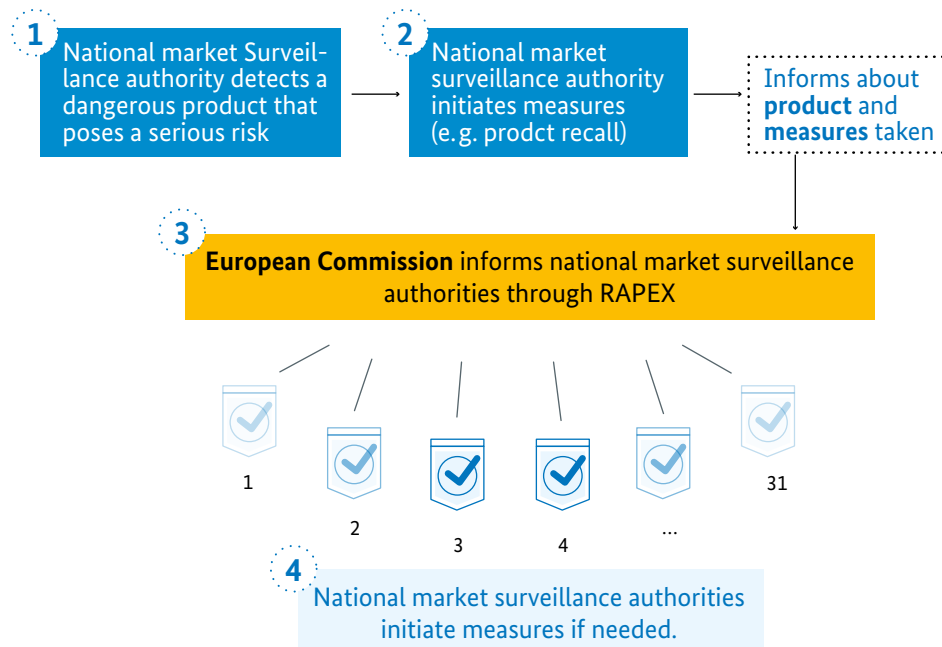 1
National market Surveil-
lance authority detects a
dangerous product that
poses a serious risk
2
National market
surveillance authority
initiates measures
(e.g. prodct recall)
Informs about
product and
measures taken
3
European Commission informs national market surveillance
authorities through RAPEX
1
2
3
4
...
31
4
National market surveillance authorities
initiate measures if needed.